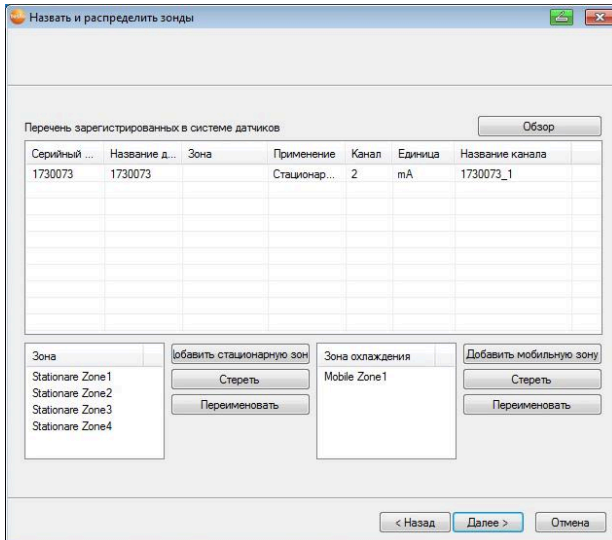 Назвать и распределить зонды
Перечень зарегистрированных в системе датчиков
Обзор
Серийный ... Название д... Зона Применение Канал Единица Название канала
1730073 1730073 Стационар... 2 mA 1730073_1
Зона
Stationare Zone1
Stationare Zone2
Stationare Zone3
Stationare Zone4
обавить стационарную зон
Стереть
Переименовать
Зона охлаждения
Mobile Zone1
Добавить мобильную зону
Стереть
Переименовать
< Назад Далее > Отмена